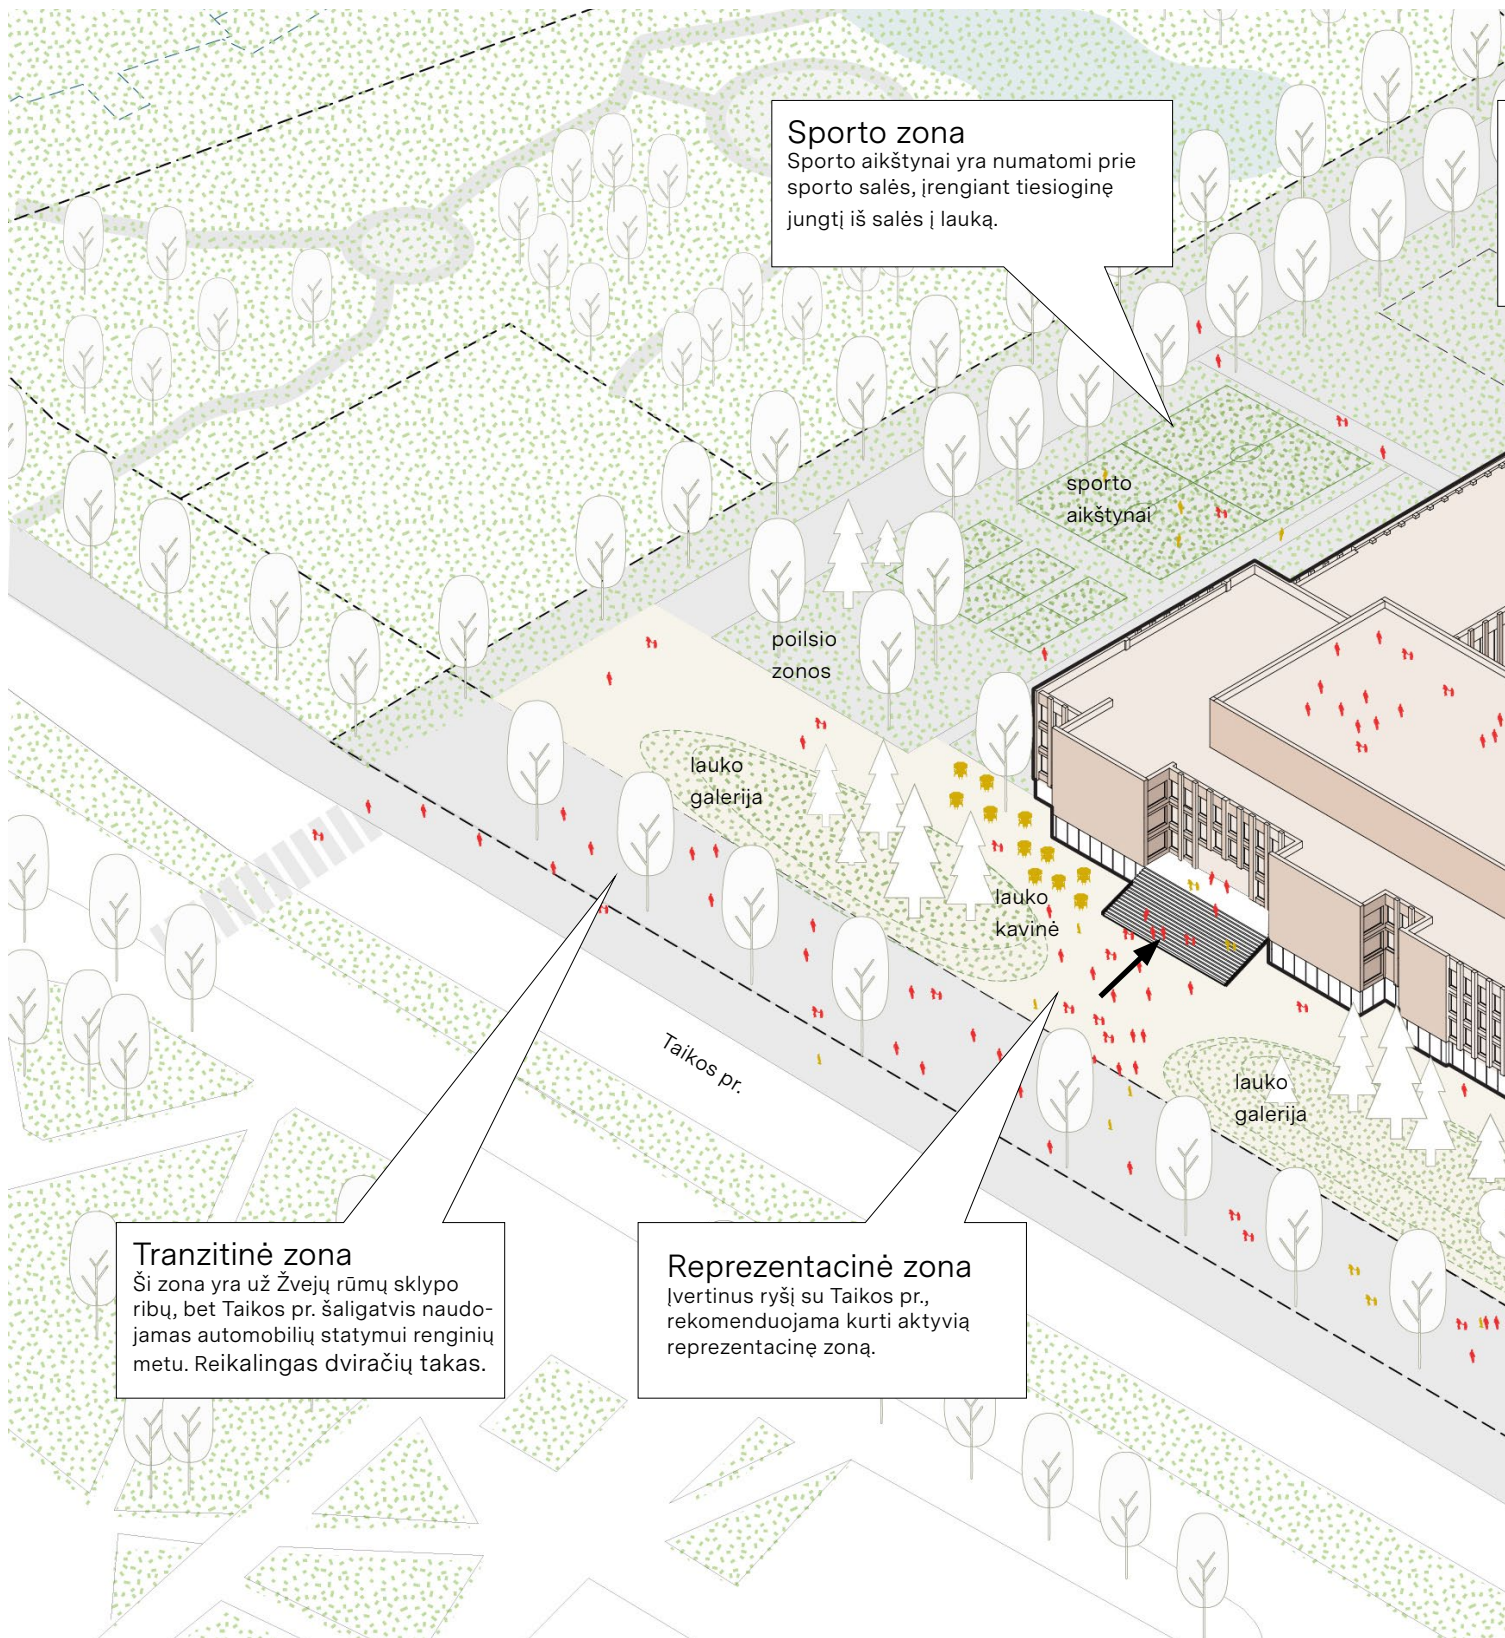 Sporto zona
Sporto aikštynai yra numatomi prie
sporto salės, įrengiant tiesioginę
jungtį iš salės į lauką.
sporto
aikštynai
poilsio
zonos
lauko
galerija
lauko
kavinė
Taikos pr.
lauko
galerija
Tranzitinė zona
Ši zona yra už Žvejų rūmų sklypo
ribų, bet Taikos pr. šaligatvis naudo-
jamas automobilių statymui renginių
metu. Reikalingas dviračių takas.
Reprezentacinė zona
Įvertinus ryšį su Taikos pr.,
rekomenduojama kurti aktyvią
reprezentacinę zoną.